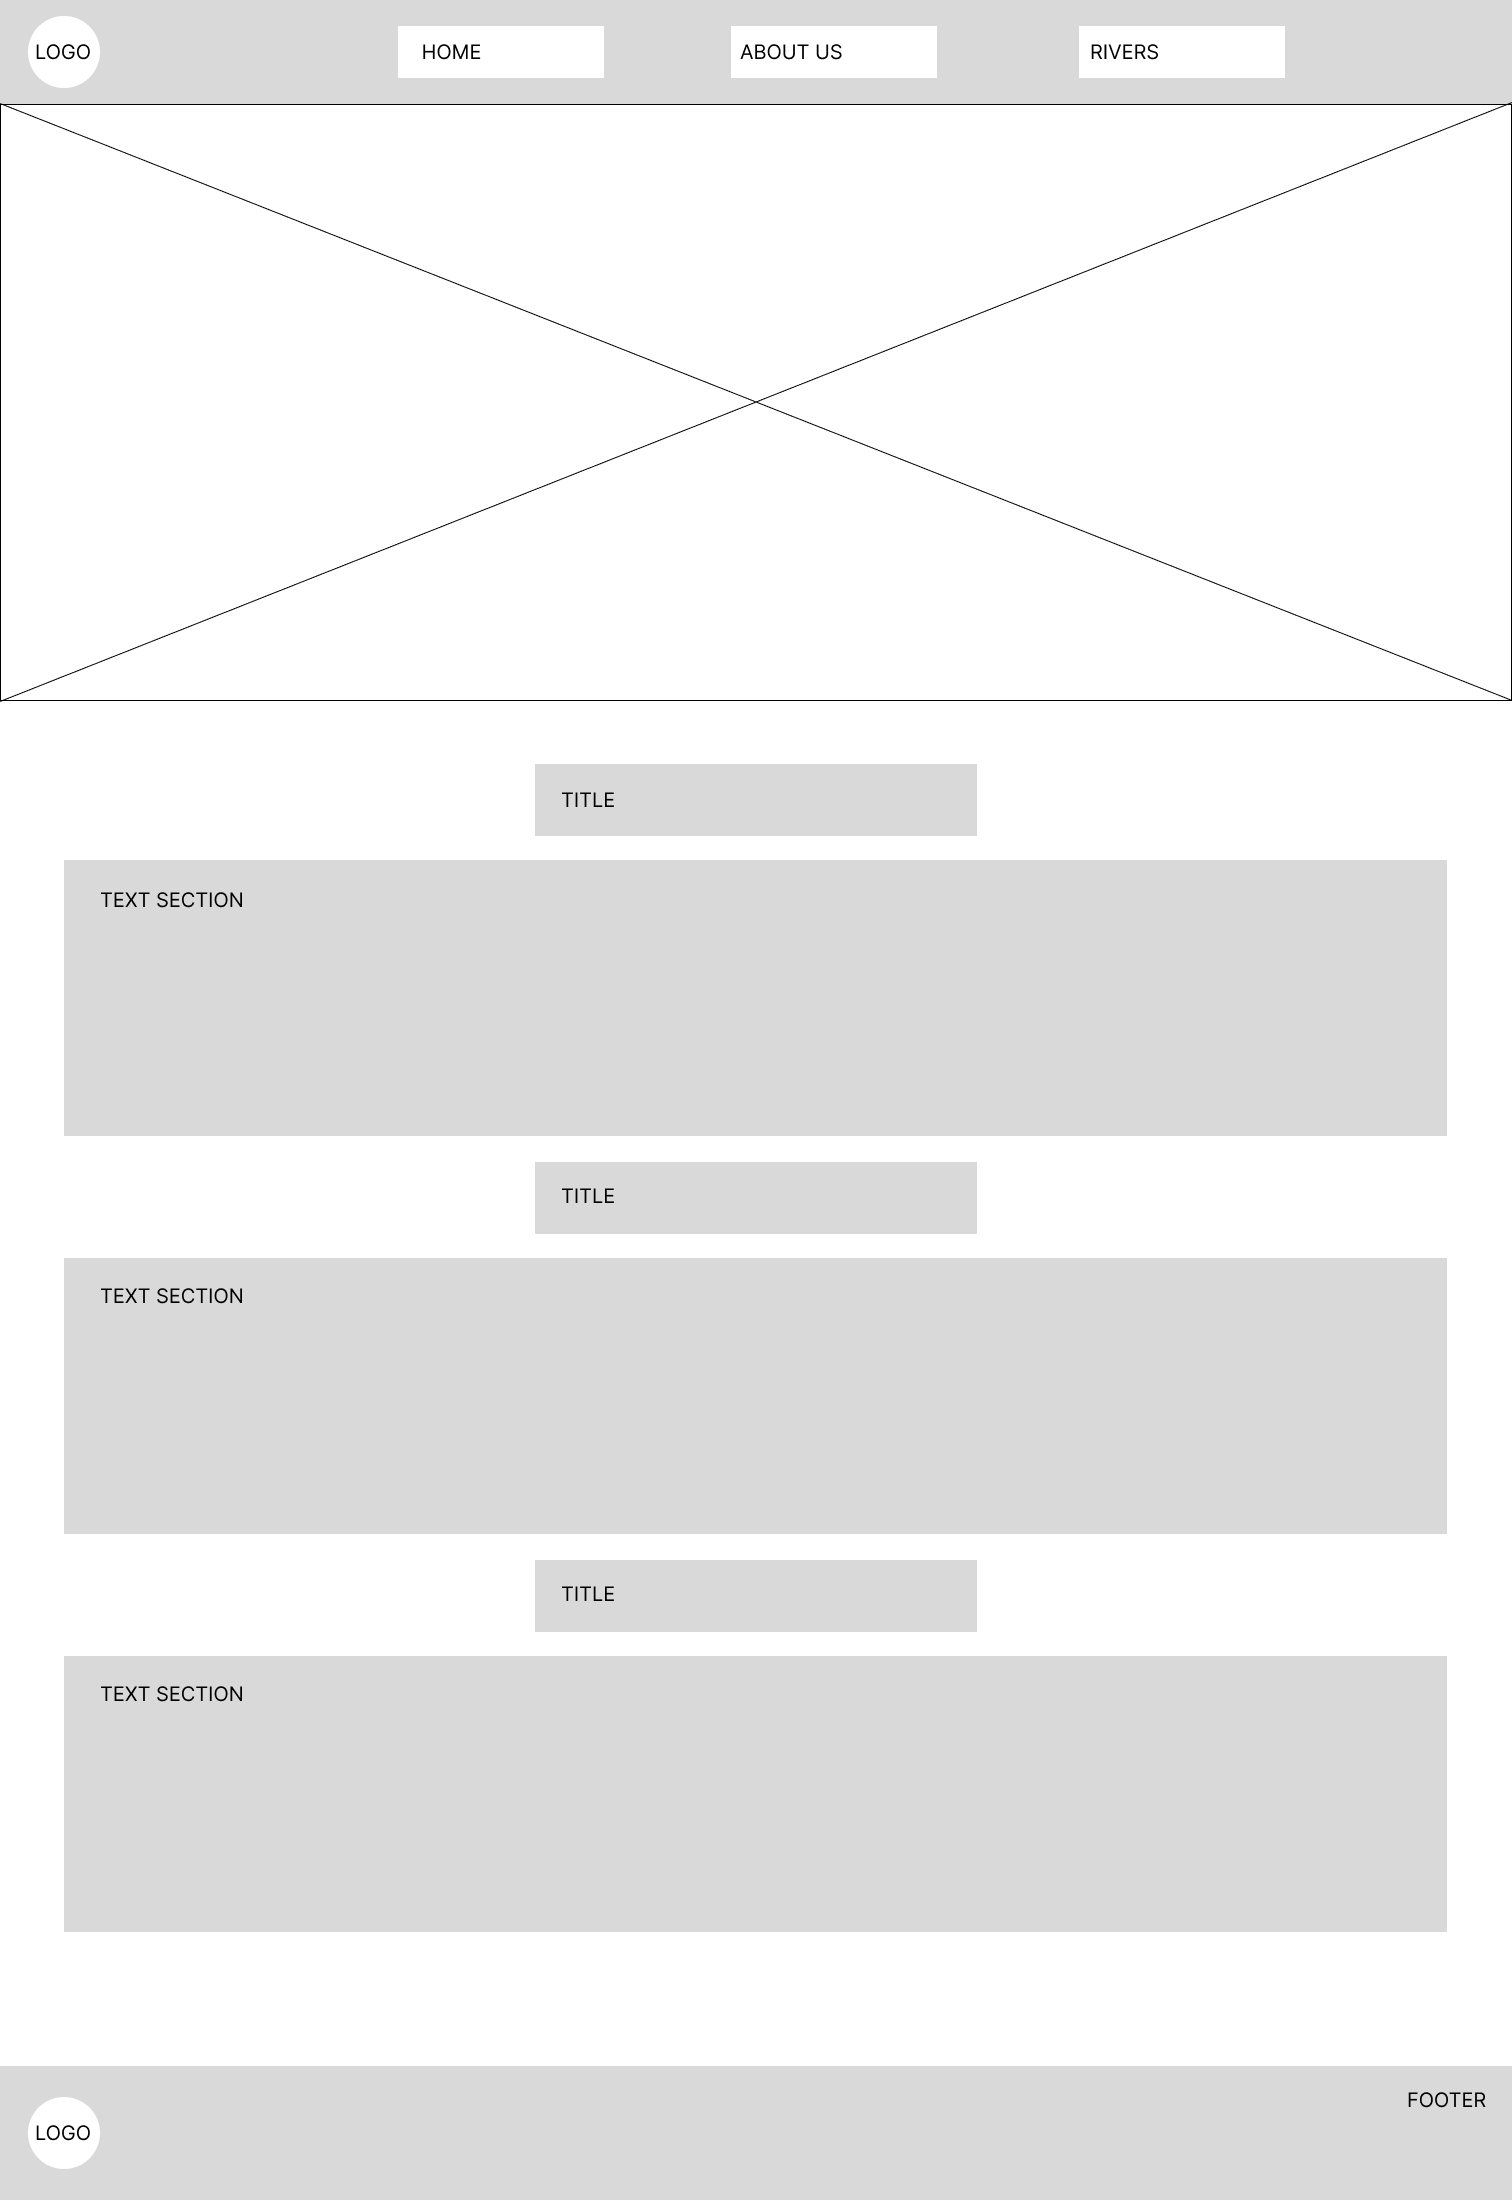 LOGO
HOME
ABOUT US
RIVERS
TITLE
TEXT SECTION
TITLE
TEXT SECTION
TITLE
TEXT SECTION
FOOTER
LOGO